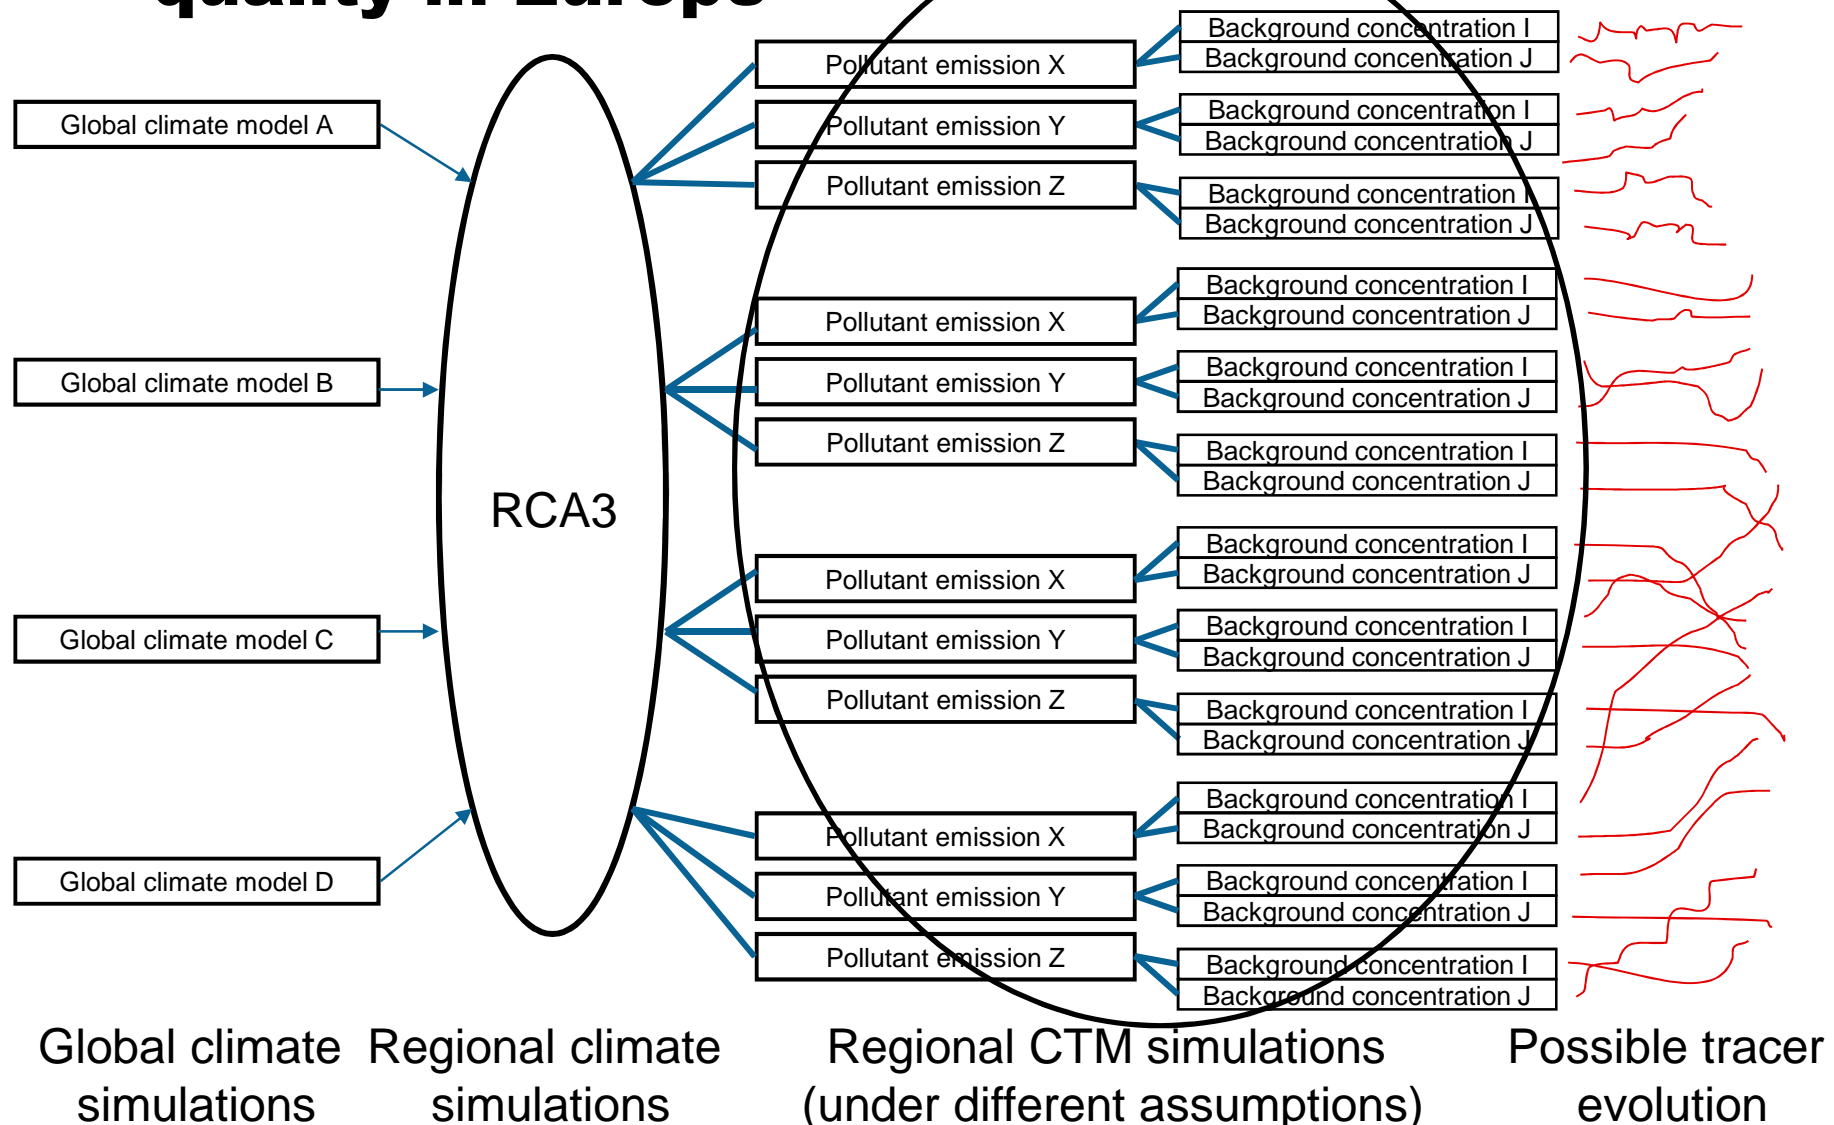 quality in Europe
Global climate model A
Global climate model B
Global climate model C
Global climate model D
RCA3
Pollutant emission X
Background concentration I
Background concentration J
Pollutant emission Y
Background concentration I
Background concentration J
Pollutant emission Z
Background concentration I
Background concentration J
Pollutant emission X
Background concentration I
Background concentration J
Pollutant emission Y
Background concentration I
Background concentration J
Pollutant emission Z
Background concentration I
Background concentration J
Pollutant emission X
Background concentration I
Background concentration J
Pollutant emission Y
Background concentration I
Background concentration J
Pollutant emission Z
Background concentration I
Background concentration J
Pollutant emission X
Background concentration I
Background concentration J
Pollutant emission Y
Background concentration I
Background concentration J
Pollutant emission Z
Background concentration I
Background concentration J
Global climate
simulations
Regional climate
simulations
Regional CTM simulations
(under different assumptions)
Possible tracer
evolution